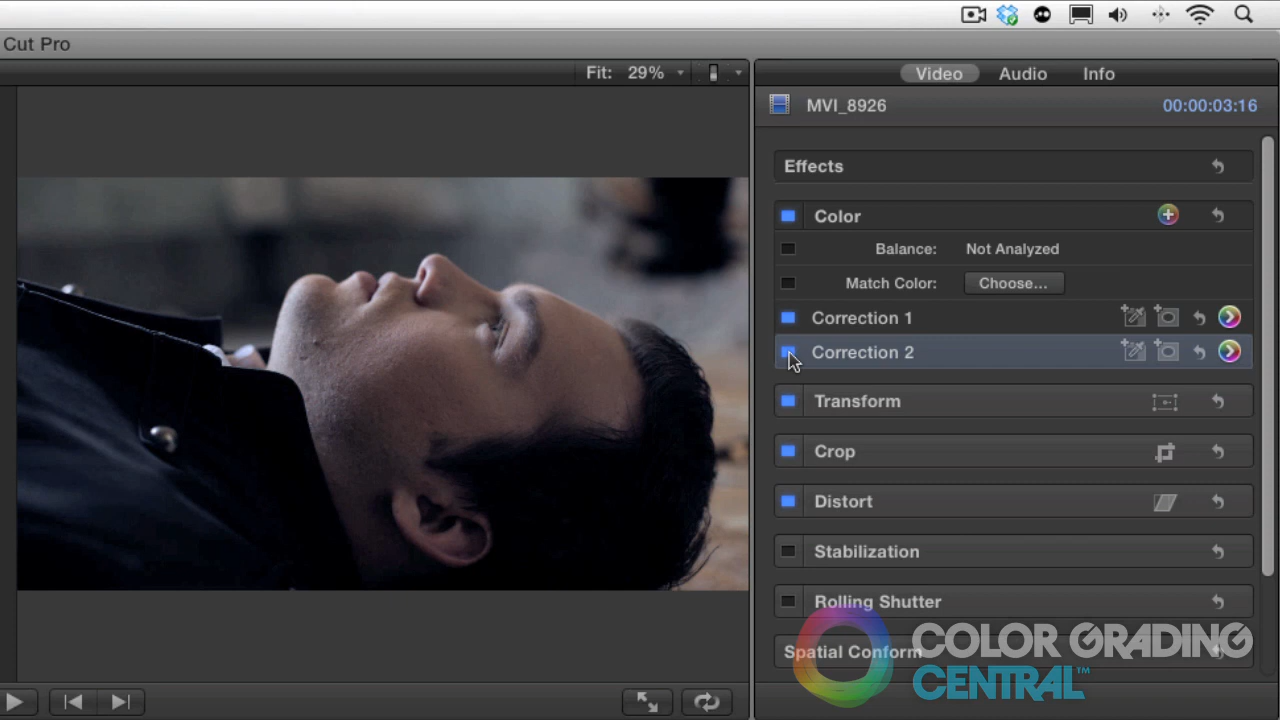 Cut Pro
Fit: 29%
Video Audio Info
MVI_8926 00:00:03:16
Effects
Color
Balance: Not Analyzed
Match Color: Choose...
Correction 1
Correction 2
Transform
Crop
Distort
Stabilization
Rolling Shutter
Spatial Conform
COLOR GRADING
CENTRAL™